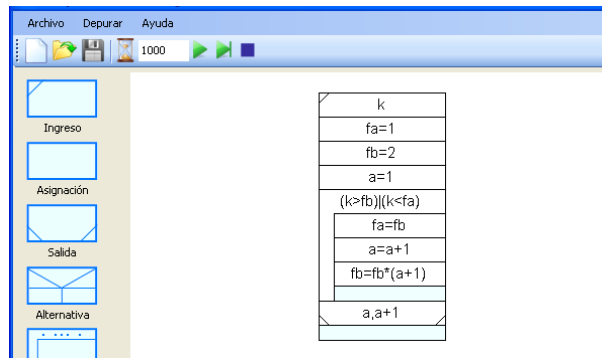 Archivo Depurar Ayuda
1000
Ingreso
Asignación
Salida
Alternativa
k
fa=1
fb=2
a=1
(k>fb)|(k<fa)
fa=fb
a=a+1
fb=fb*(a+1)
a,a+1